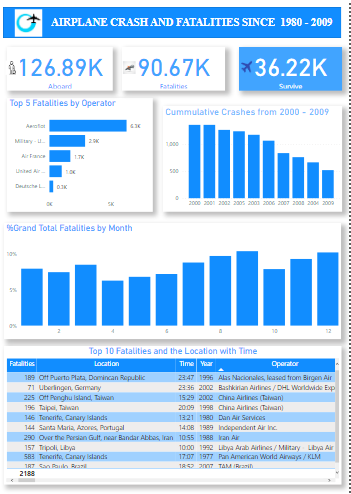 AIRPLANE CRASH AND FATALITIES SINCE 1980 - 2009
126.89K
Aboard
90.67K
Fatalities
36.22K
Survive
Top 5 Fatalities by Operator
Aeroflot 6.3K
Military - U... 2.9K
Air France 1.7K
United Air ... 1.0K
Deutsche L... 0.3K
0K 5K
Cummulative Crashes from 2000 - 2009
1,000
500
0
2000 2001 2002 2005 2003 2006 2007 2008 2004 2009
%Grand Total Fatalities by Month
10%
5%
0%
2 4 6 8 10 12
Top 10 Fatalities and the Location with Time
Fatalities Location Time Year Operator
189 Off Puerto Plata, Dominican Republic 23:47 1996 Alas Nacionales, leased from Birgen Air
71 Uberlingen, Germany 23:36 2002 Bashkirian Airlines / DHL Worldwide Exp
225 Off Penghu Island, Taiwan 15:29 2002 China Airlines (Taiwan)
196 Taipei, Taiwan 20:09 1998 China Airlines (Taiwan)
146 Tenerife, Canary Islands 13:21 1980 Dan Air Services
144 Santa Maria, Azores, Portugal 14:08 1989 Independent Air Inc.
290 Over the Persian Gulf, near Bandar Abbas, Iran 10:55 1988 Iran Air
157 Tripoli, Lybia 10:00 1992 Libya Arab Airlines / Military - Libya Air
583 Tenerife, Canary Islands 17:07 1977 Pan American World Airways / KLM
187 Sao Paulo, Brazil 18:52 2007 TAM (Brazil)
2188